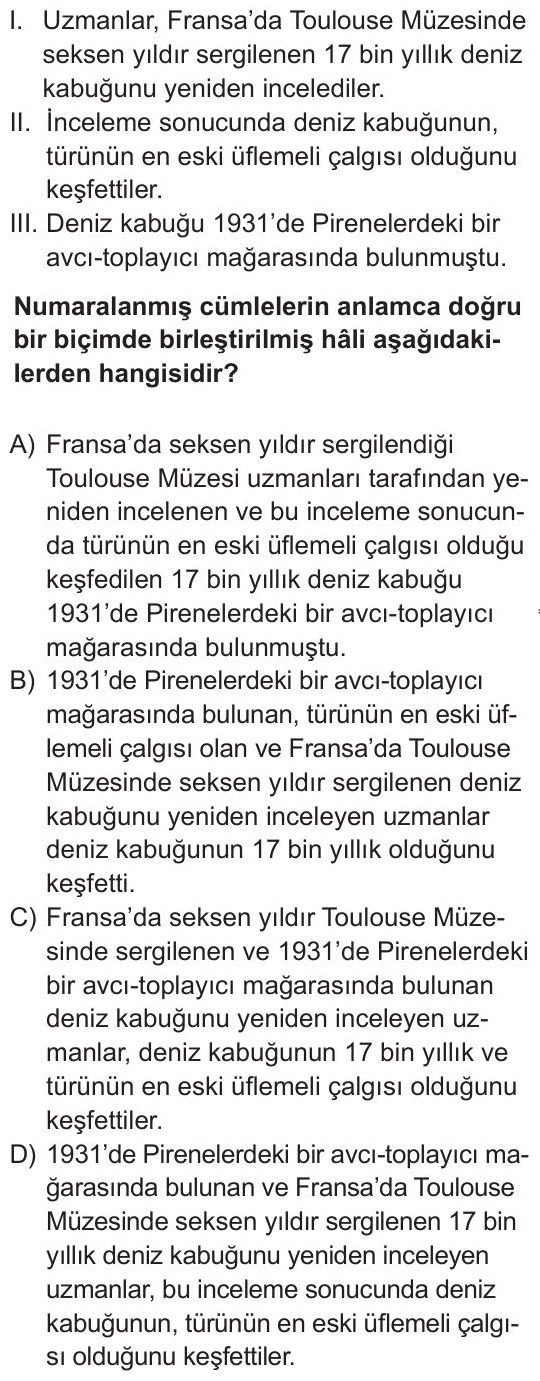 I. Uzmanlar, Fransa’da Toulouse Müzesinde
seksen yıldır sergilenen 17 bin yıllık deniz
kabuğunu yeniden incelediler.
II. İnceleme sonucunda deniz kabuğunun,
türünün en eski üflemeli çalgısı olduğunu
keşfettiler.
III. Deniz kabuğu 1931’de Pirenelerdeki bir
avcı-toplayıcı mağarasında bulunmuştu.
Numaralanmış cümlelerin anlamca doğru
bir biçimde birleştirilmiş hâli aşağıdaki-
lerden hangisidir?
A) Fransa’da seksen yıldır sergilendiği
Toulouse Müzesi uzmanları tarafından ye-
niden incelenen ve bu inceleme sonucun-
da türünün en eski üflemeli çalgısı olduğu
keşfedilen 17 bin yıllık deniz kabuğu
1931’de Pirenelerdeki bir avcı-toplayıcı
mağarasında bulunmuştu.
B) 1931’de Pirenelerdeki bir avcı-toplayıcı
mağarasında bulunan, türünün en eski üf-
lemeli çalgısı olan ve Fransa’da Toulouse
Müzesinde seksen yıldır sergilenen deniz
kabuğunu yeniden inceleyen uzmanlar
deniz kabuğunun 17 bin yıllık olduğunu
keşfetti.
C) Fransa’da seksen yıldır Toulouse Müze-
sinde sergilenen ve 1931’de Pirenelerdeki
bir avcı-toplayıcı mağarasında bulunan
deniz kabuğunu yeniden inceleyen uz-
manlar, deniz kabuğunun 17 bin yıllık ve
türünün en eski üflemeli çalgısı olduğunu
keşfettiler.
D) 1931’de Pirenelerdeki bir avcı-toplayıcı ma-
ğarasında bulunan ve Fransa’da Toulouse
Müzesinde seksen yıldır sergilenen 17 bin
yıllık deniz kabuğunu yeniden inceleyen
uzmanlar, bu inceleme sonucunda deniz
kabuğunun, türünün en eski üflemeli çalgı-
sı olduğunu keşfettiler.